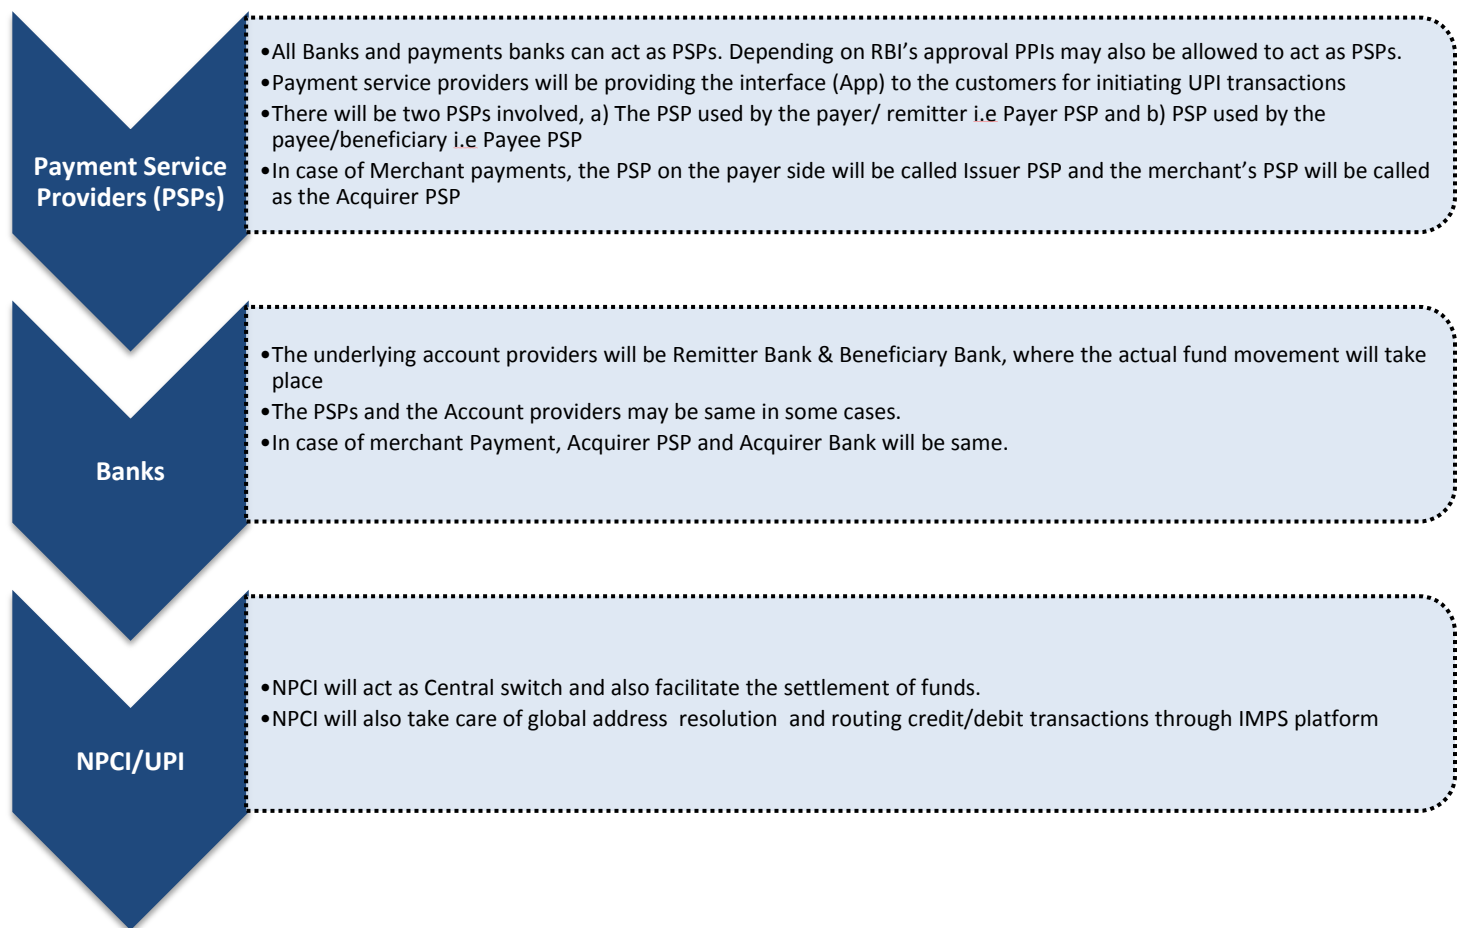 Payment Service
Providers (PSPs)
•All Banks and payments banks can act as PSPs. Depending on RBI's approval PPIs may also be allowed to act as PSPs.
•Payment service providers will be providing the interface (App) to the customers for initiating UPI transactions
•There will be two PSPs involved, a) The PSP used by the payer/ remitter i.e Payer PSP and b) PSP used by the
payee/beneficiary i.e Payee PSP
•In case of Merchant payments, the PSP on the payer side will be called Issuer PSP and the merchant's PSP will be called
as the Acquirer PSP
Banks
•The underlying account providers will be Remitter Bank & Beneficiary Bank, where the actual fund movement will take
place
•The PSPs and the Account providers may be same in some cases.
•In case of merchant Payment, Acquirer PSP and Acquirer Bank will be same.
NPCI/UPI
•NPCI will act as Central switch and also facilitate the settlement of funds.
•NPCI will also take care of global address  resolution  and routing credit/debit transactions through IMPS platform